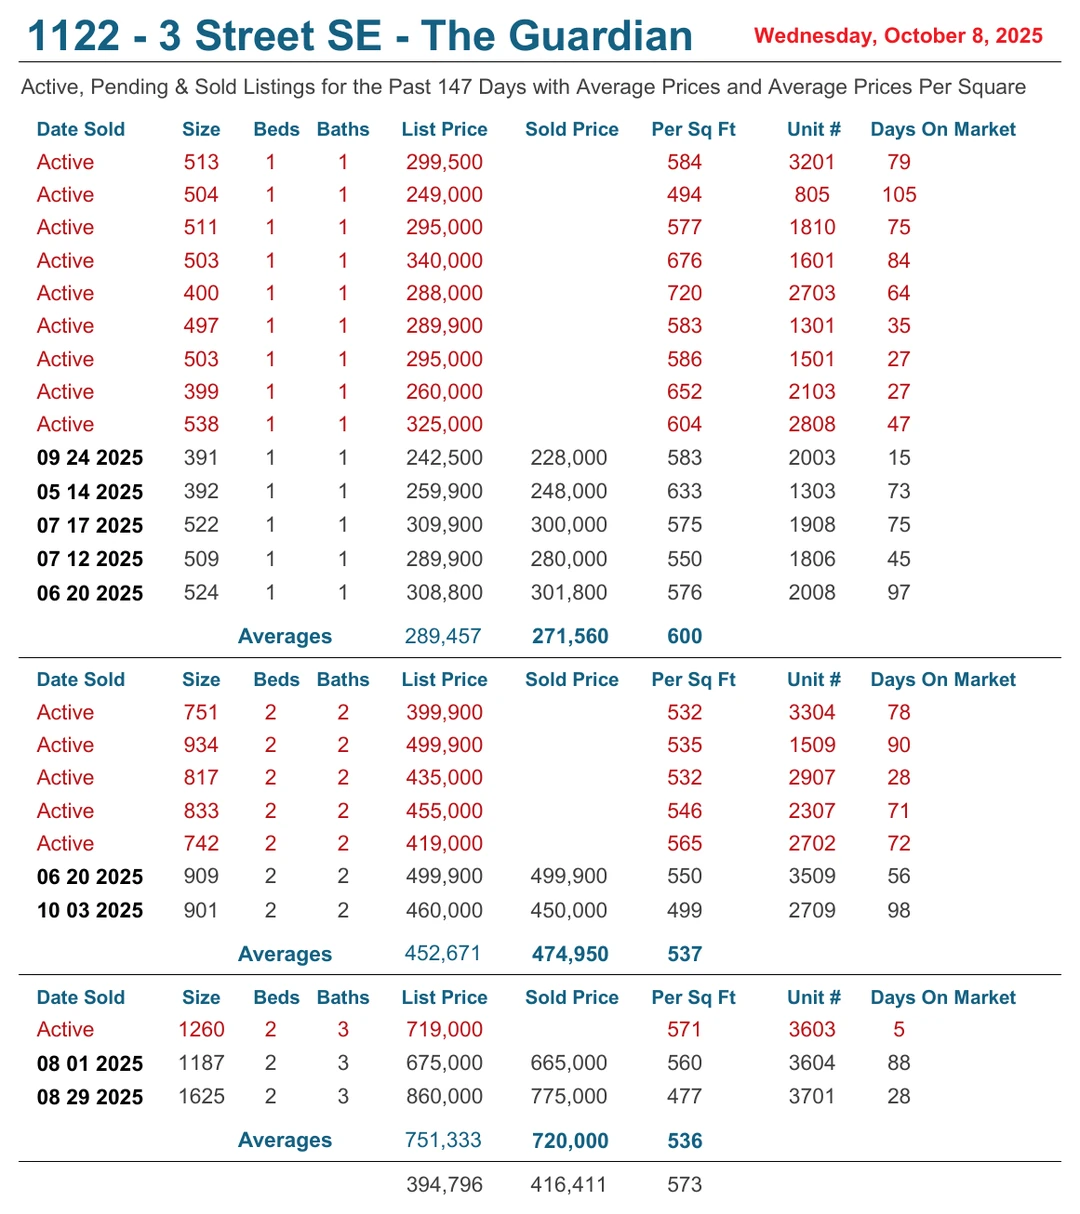 1122 - 3 Street SE - The Guardian Wednesday, October 8, 2025
Active, Pending & Sold Listings for the Past 147 Days with Average Prices and Average Prices Per Square
Date Sold Size Beds Baths List Price Sold Price Per Sq Ft Unit # Days On Market
Active 513 1 1 299,500 584 3201 79
Active 504 1 1 249,000 494 805 105
Active 511 1 1 295,000 577 1810 75
Active 503 1 1 340,000 676 1601 84
Active 400 1 1 288,000 720 2703 64
Active 497 1 1 289,900 583 1301 35
Active 503 1 1 295,000 586 1501 27
Active 399 1 1 260,000 652 2103 27
Active 538 1 1 325,000 604 2808 47
09 24 2025 391 1 1 242,500 228,000 583 2003 15
05 14 2025 392 1 1 259,900 248,000 633 1303 73
07 17 2025 522 1 1 309,900 300,000 575 1908 75
07 12 2025 509 1 1 289,900 280,000 550 1806 45
06 20 2025 524 1 1 308,800 301,800 576 2008 97
Averages 289,457 271,560 600
Date Sold Size Beds Baths List Price Sold Price Per Sq Ft Unit # Days On Market
Active 751 2 2 399,900 532 3304 78
Active 934 2 2 499,900 535 1509 90
Active 817 2 2 435,000 532 2907 28
Active 833 2 2 455,000 546 2307 71
Active 742 2 2 419,000 565 2702 72
06 20 2025 909 2 2 499,900 499,900 550 3509 56
10 03 2025 901 2 2 460,000 450,000 499 2709 98
Averages 452,671 474,950 537
Date Sold Size Beds Baths List Price Sold Price Per Sq Ft Unit # Days On Market
Active 1260 2 3 719,000 571 3603 5
08 01 2025 1187 2 3 675,000 665,000 560 3604 88
08 29 2025 1625 2 3 860,000 775,000 477 3701 28
Averages 751,333 720,000 536
394,796 416,411 573